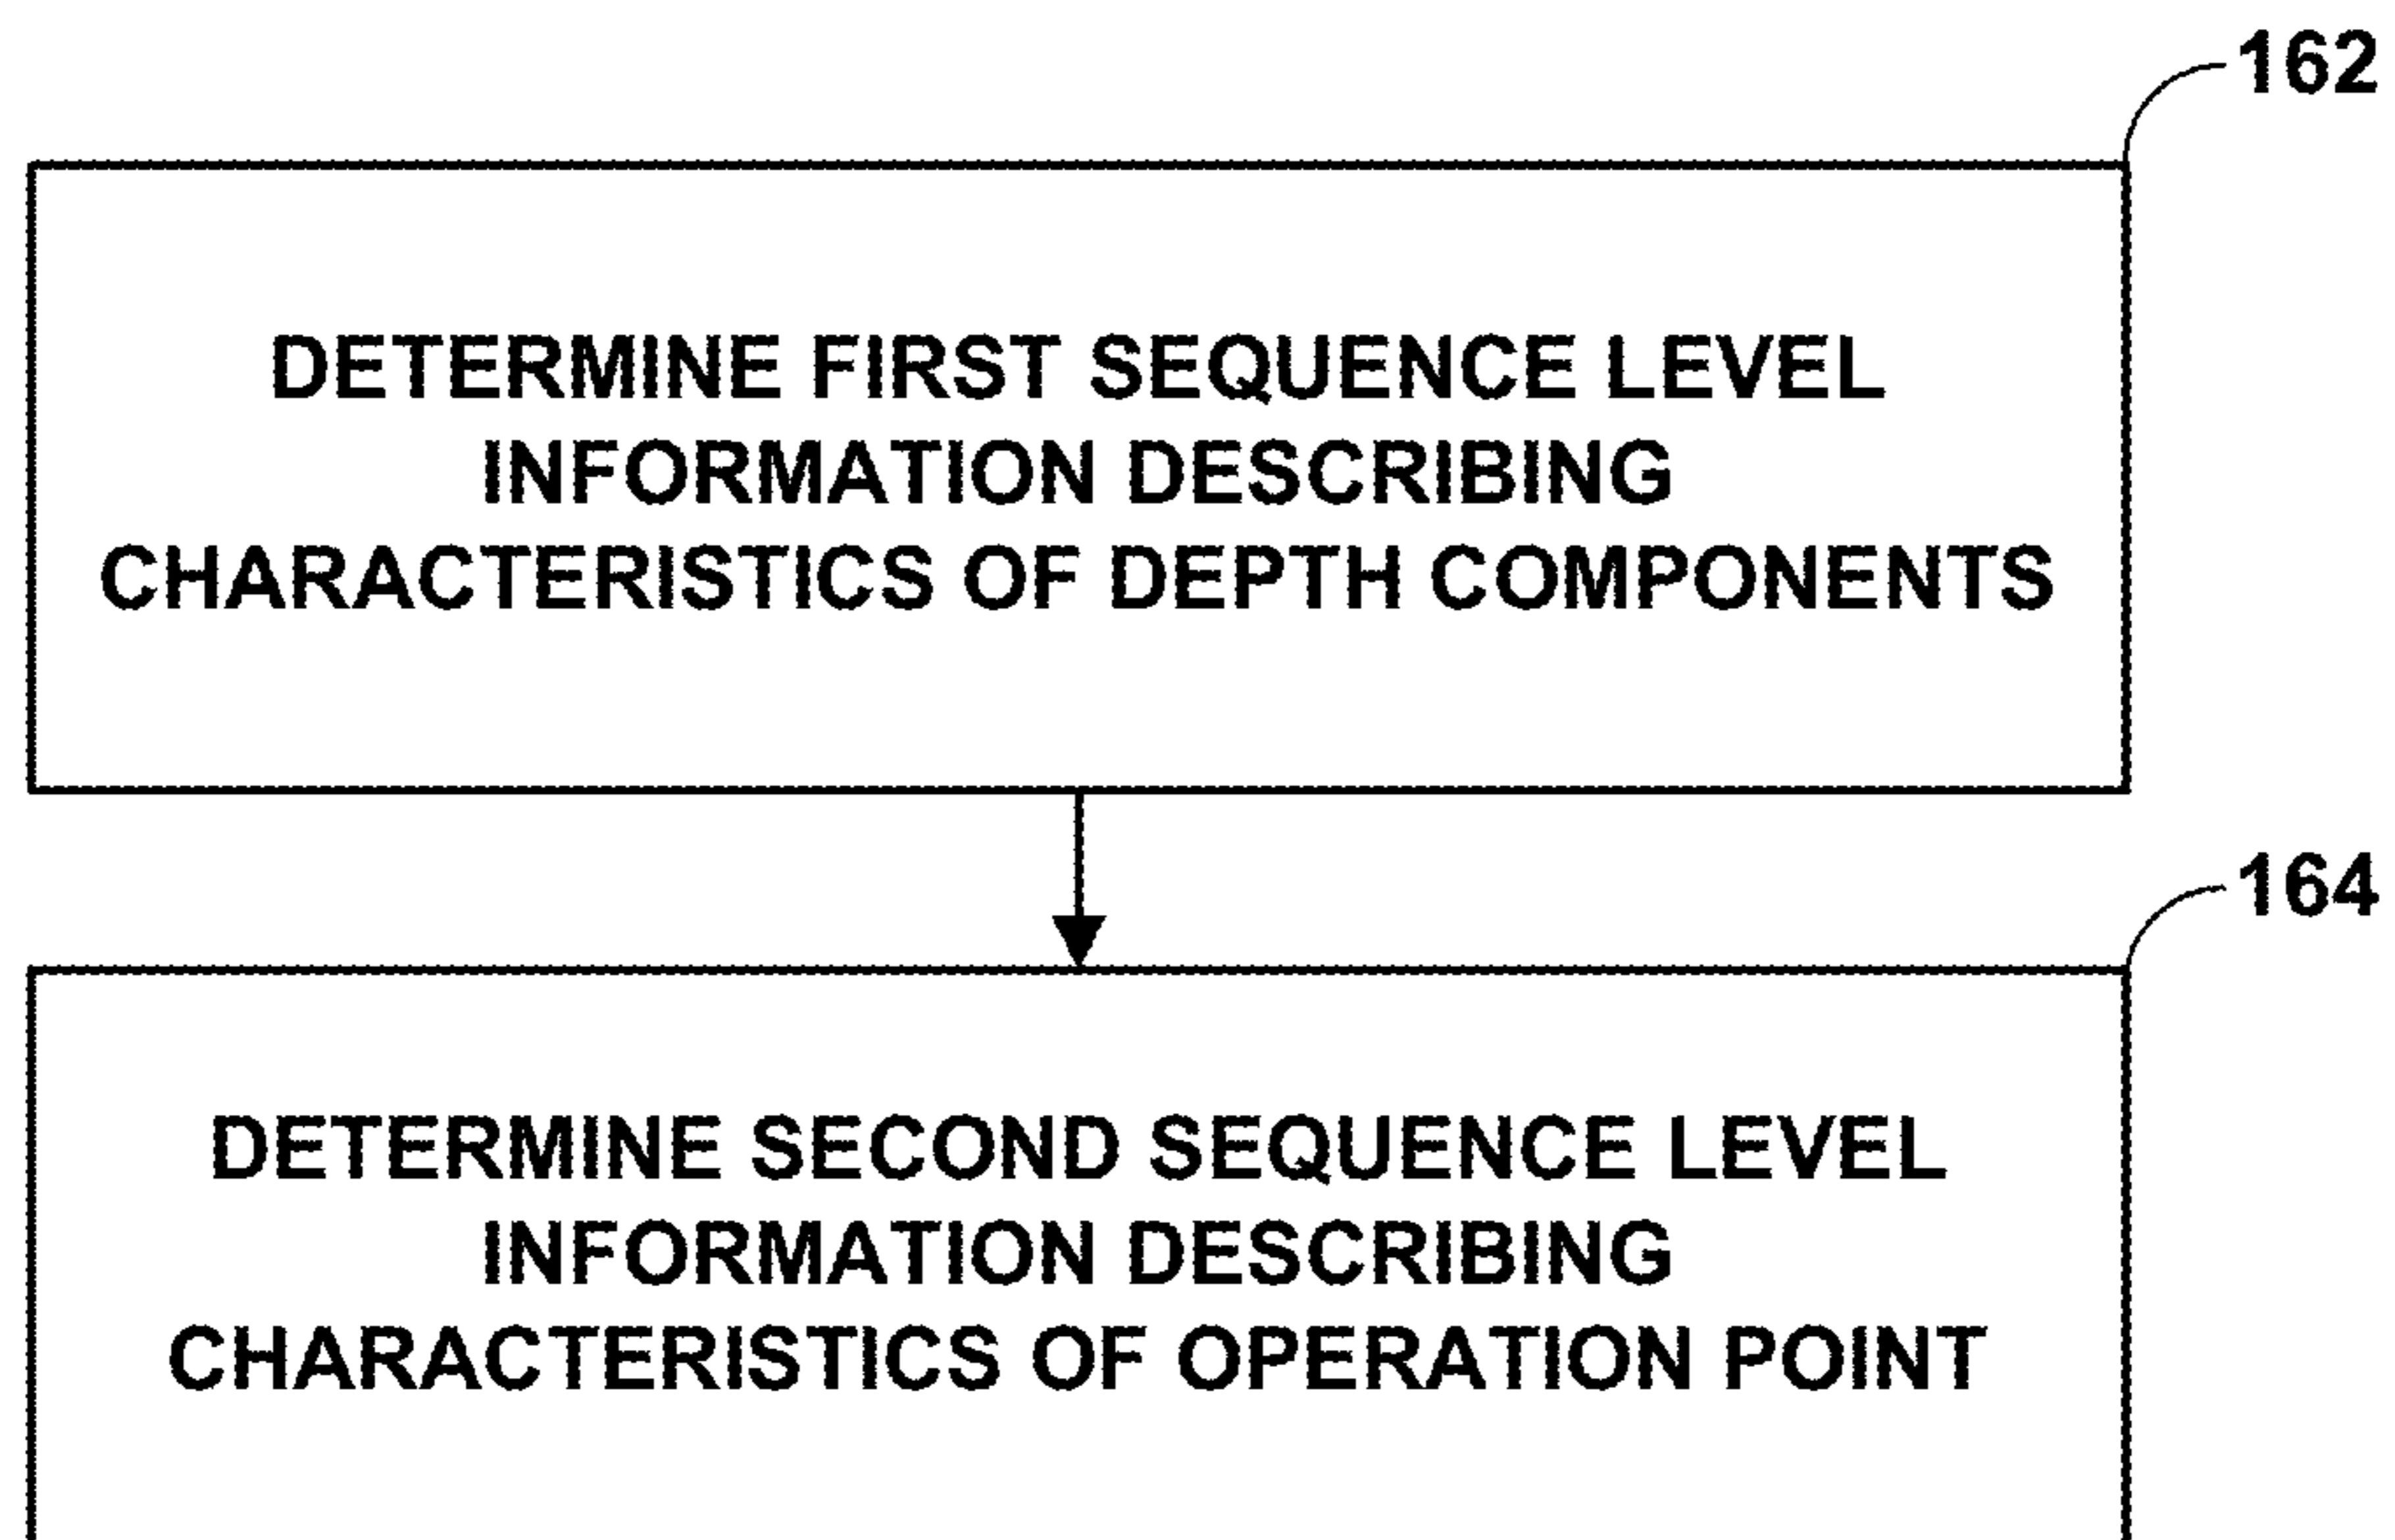 162
DETERMINE FIRST SEQUENCE LEVEL
INFORMATION DESCRIBING
CHARACTERISTICS OF DEPTH COMPONENTS
164
DETERMINE SECOND SEQUENCE LEVEL
INFORMATION DESCRIBING
CHARACTERISTICS OF OPERATION POINT